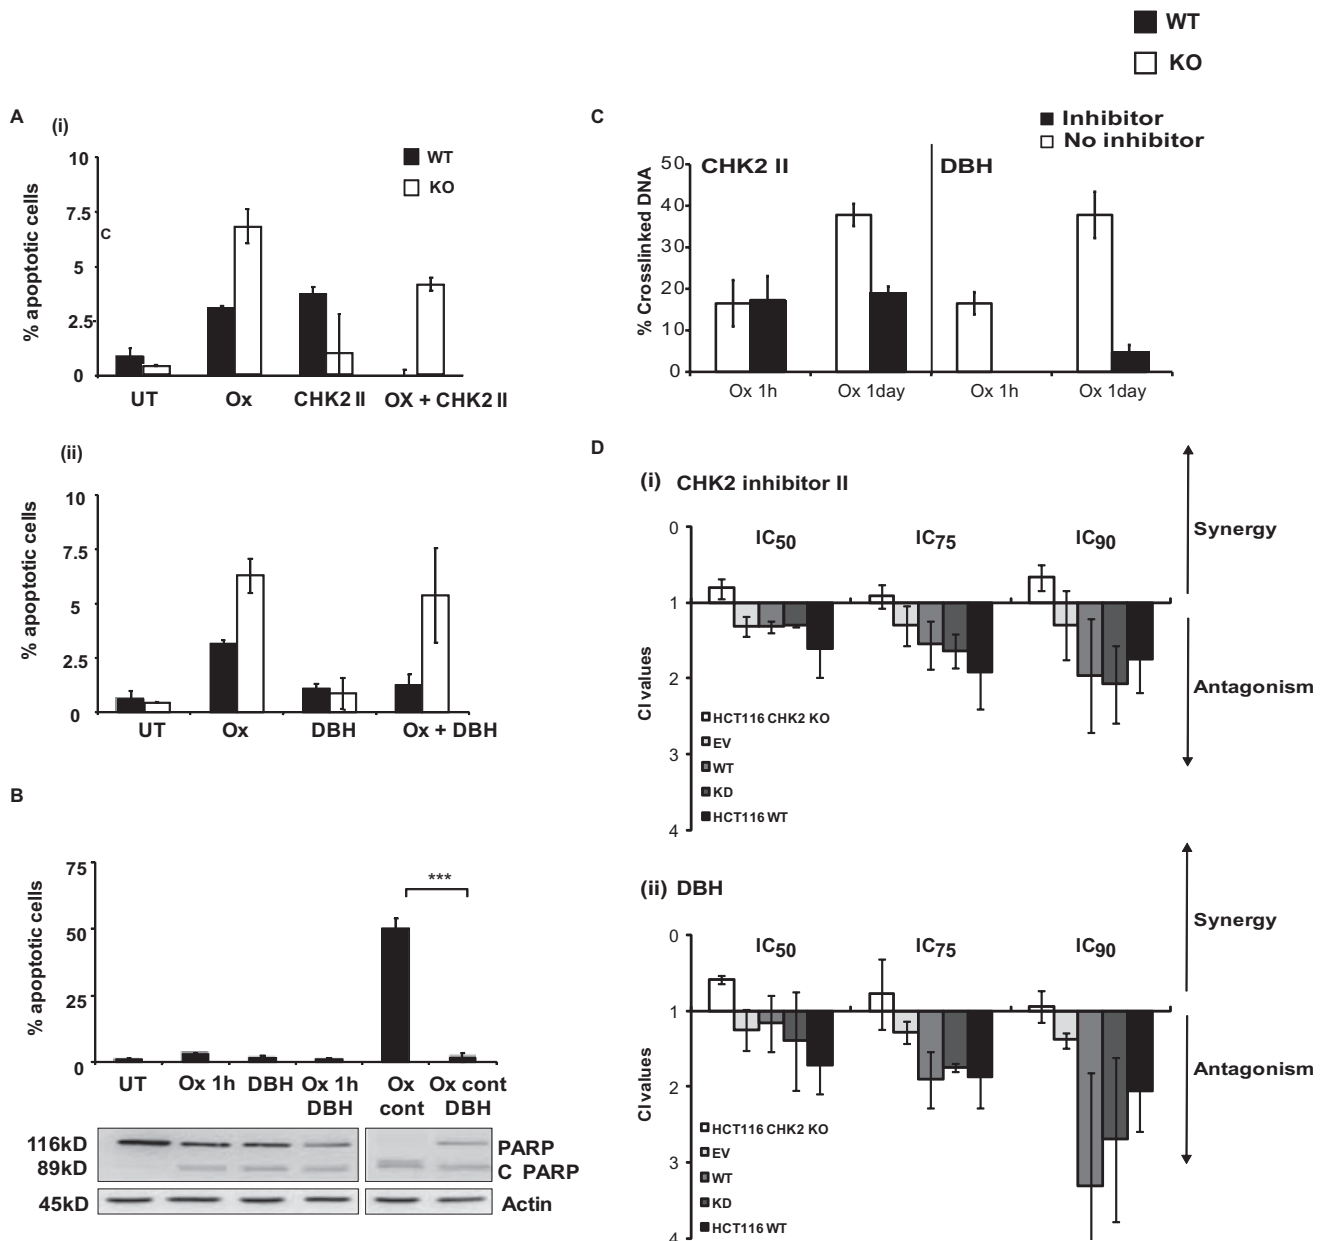 WT
KO
A
(i)
WT
KO
10
7.5
5
2.5
0
C
% apoptotic cells
UT
Ox
CHK2 II
OX + CHK2 II
(ii)
10
7.5
5
2.5
0
% apoptotic cells
UT
Ox
DBH
Ox + DBH
B
75
50
25
0
% apoptotic cells
***
UT
Ox 1h
DBH
Ox 1h DBH
Ox cont
Ox cont DBH
116kD
89kD
45kD
PARP
C PARP
Actin
C
Inhibitor
No inhibitor
CHK2 II
DBH
50
40
30
20
10
0
% Crosslinked DNA
Ox 1h
Ox 1day
Ox 1h
Ox 1day
D
(i) CHK2 inhibitor II
0
1
2
3
4
CI values
IC50
IC75
IC90
Synergy
Antagonism
HCT116 CHK2 KO
EV
WT
KD
HCT116 WT
(ii) DBH
0
1
2
3
4
CI values
IC50
IC75
IC90
Synergy
Antagonism
HCT116 CHK2 KO
EV
WT
KD
HCT116 WT